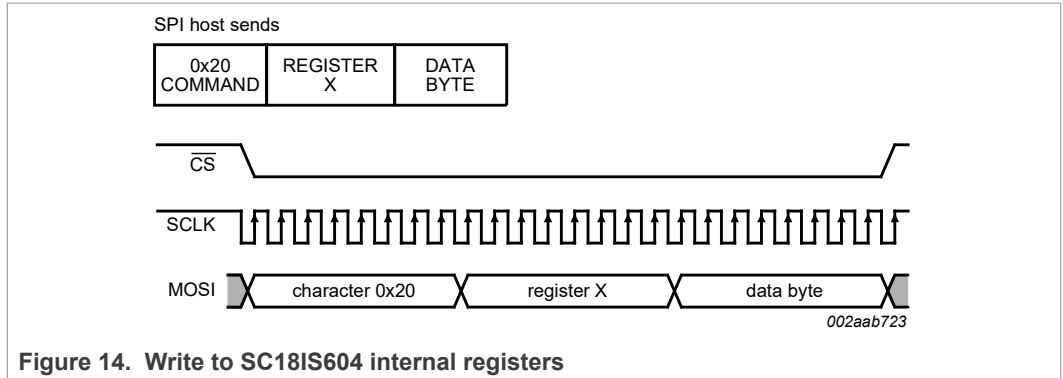 SPI host sends
0x20 COMMAND
REGISTER X
DATA BYTE
CS
SCLK
MOSI
character 0x20
register X
data byte
002aab723
Figure 14. Write to SC18IS604 internal registers